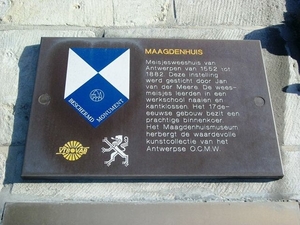 MAAGDENHUIS
Meisjesweeshuis van
Antwerpen van 1552 tot
1882. Deze instelling
werd gesticht door Jan
van der Meere. De wees-
meisjes leerden in een
werkschool naaien en
kantklossen. Het 17de-
eeuwse gebouw bezit een
prachtige binnenkoer.
Het Maagdenhuismuseum
herbergt de waardevolle
kunstcollectie van het
Antwerpse O.C.M.W.
BESCHERMD MONUMENT
VTB VAB